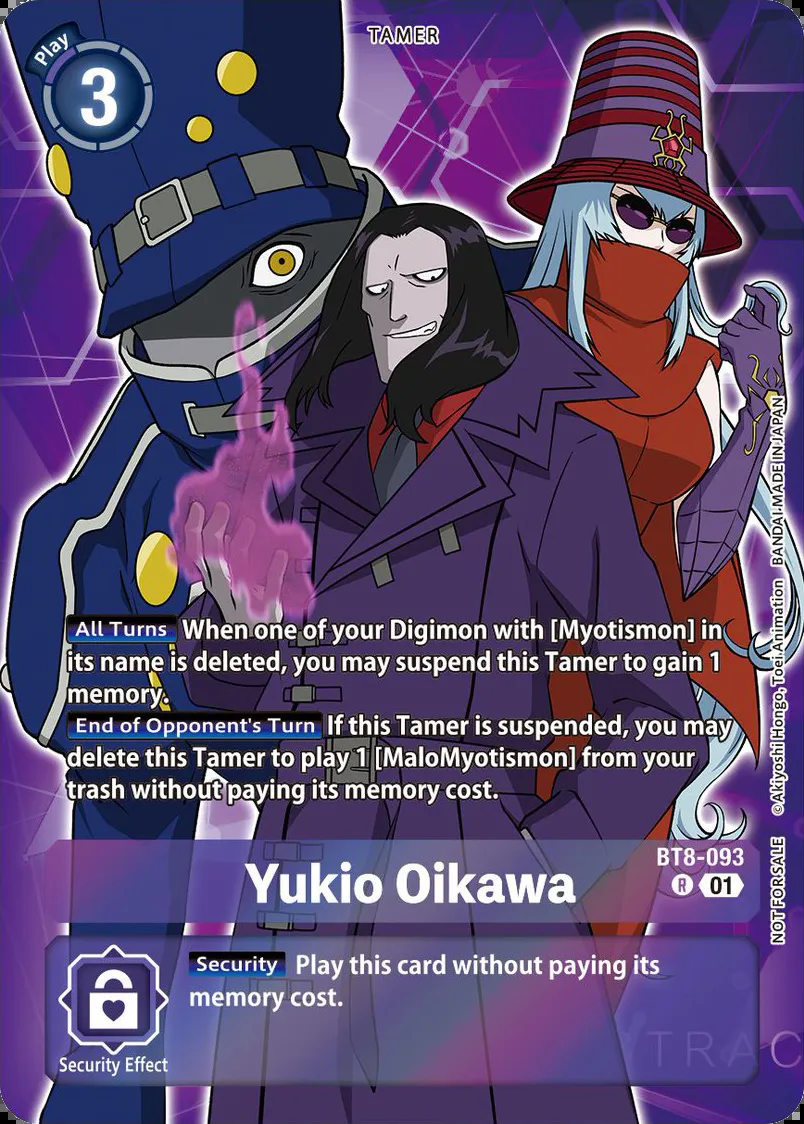 TAMER
Play
3
All Turns When one of your Digimon with [Myotismon] in
its name is deleted, you may suspend this Tamer to gain 1
memory.
End of Opponent's Turn If this Tamer is suspended, you may
delete this Tamer to play 1 [MaloMyotismon] from your
trash without paying its memory cost.
©Akiyoshi Hongo, Toei Animation BANDAI·MADE IN JAPAN
NOT FOR SALE
BT8-093
Yukio Oikawa
R 01
Security Play this card without paying its
memory cost.
Security Effect
TRAC